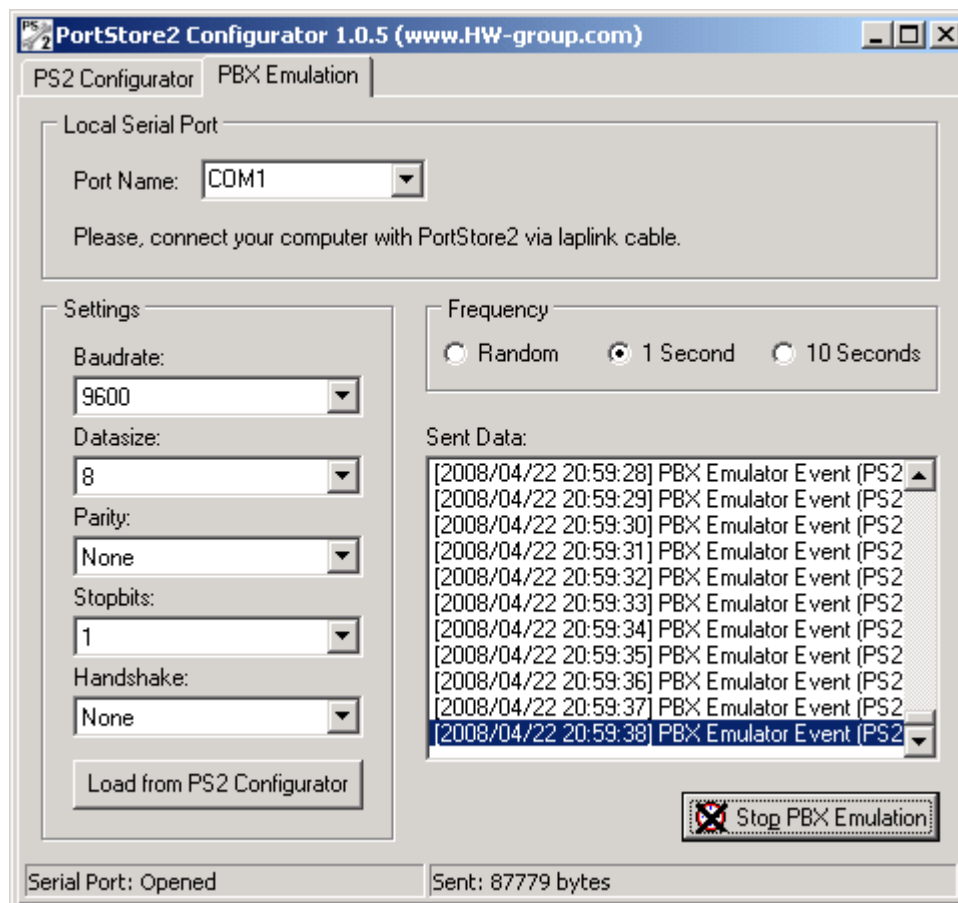 PS
2
PortStore2 Configurator 1.0.5 (www.HW-group.com)
PS2 Configurator
PBX Emulation
Local Serial Port
Port Name:
COM1
Please, connect your computer with PortStore2 via laplink cable.
Settings
Baudrate:
9600
Datasize:
8
Parity:
None
Stopbits:
1
Handshake:
None
Load from PS2 Configurator
Frequency
Random
1 Second
10 Seconds
Sent Data:
[2008/04/22 20:59:28] PBX Emulator Event (PS2
[2008/04/22 20:59:29] PBX Emulator Event (PS2
[2008/04/22 20:59:30] PBX Emulator Event (PS2
[2008/04/22 20:59:31] PBX Emulator Event (PS2
[2008/04/22 20:59:32] PBX Emulator Event (PS2
[2008/04/22 20:59:33] PBX Emulator Event (PS2
[2008/04/22 20:59:34] PBX Emulator Event (PS2
[2008/04/22 20:59:35] PBX Emulator Event (PS2
[2008/04/22 20:59:36] PBX Emulator Event (PS2
[2008/04/22 20:59:37] PBX Emulator Event (PS2
[2008/04/22 20:59:38] PBX Emulator Event (PS2
Stop PBX Emulation
Serial Port: Opened
Sent: 87779 bytes